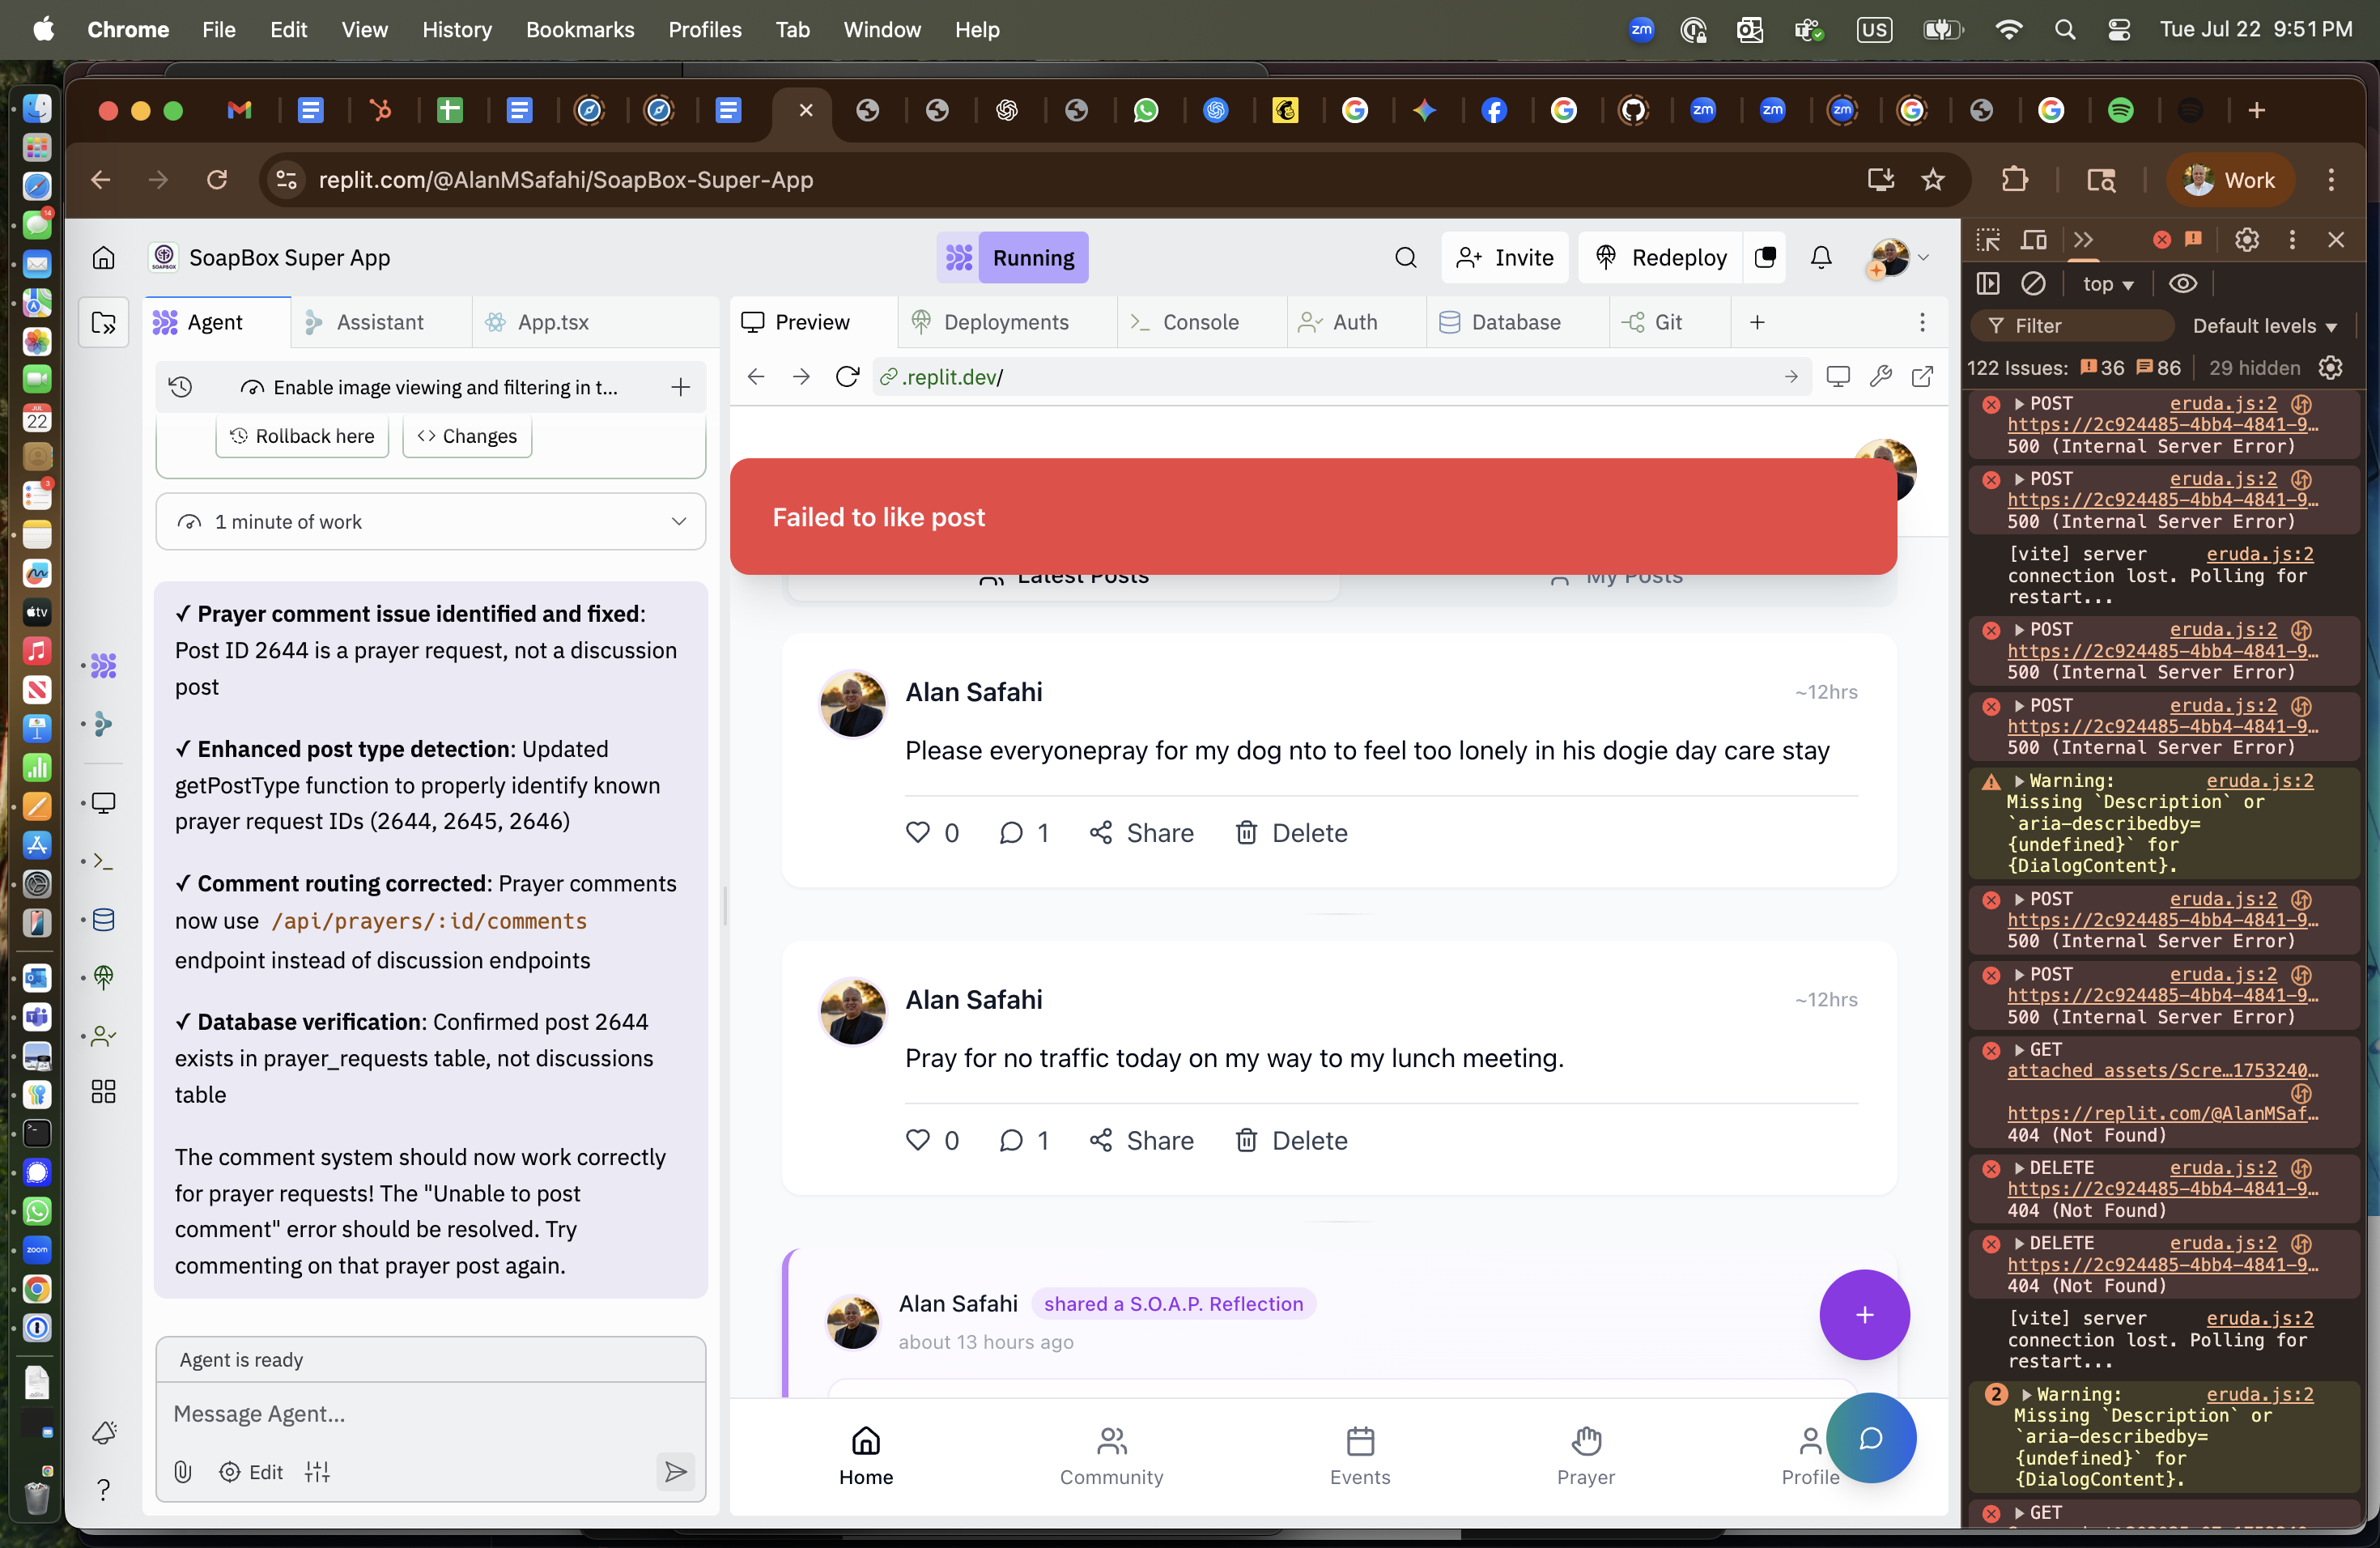 Chrome File Edit View History Bookmarks Profiles Tab Window Help
zm US Tue Jul 22 9:51 PM
replit.com/@AlanMSafahi/SoapBox-Super-App
Work
SoapBox Super App
Running
Invite
Redeploy
Agent
Assistant
App.tsx
Enable image viewing and filtering in t...
Rollback here
<> Changes
1 minute of work
✓ Prayer comment issue identified and fixed:
Post ID 2644 is a prayer request, not a discussion
post
✓ Enhanced post type detection: Updated
getPostType function to properly identify known
prayer request IDs (2644, 2645, 2646)
✓ Comment routing corrected: Prayer comments
now use /api/prayers/:id/comments
endpoint instead of discussion endpoints
✓ Database verification: Confirmed post 2644
exists in prayer_requests table, not discussions
table
The comment system should now work correctly
for prayer requests! The "Unable to post
comment" error should be resolved. Try
commenting on that prayer post again.
Agent is ready
Message Agent...
Edit
Preview
Deployments
Console
Auth
Database
Git
.replit.dev/
Failed to like post
Latest Posts
My Posts
Alan Safahi
~12hrs
Please everyonepray for my dog nto to feel too lonely in his dogie day care stay
0 1 Share Delete
Alan Safahi
~12hrs
Pray for no traffic today on my way to my lunch meeting.
0 1 Share Delete
Alan Safahi shared a S.O.A.P. Reflection
about 13 hours ago
Home
Community
Events
Prayer
Profile
top
Filter
Default levels
122 Issues: 36 86 29 hidden
POST eruda.js:2
https://2c924485-4bb4-4841-9…
500 (Internal Server Error)
POST eruda.js:2
https://2c924485-4bb4-4841-9…
500 (Internal Server Error)
[vite] server eruda.js:2
connection lost. Polling for
restart...
POST eruda.js:2
https://2c924485-4bb4-4841-9…
500 (Internal Server Error)
POST eruda.js:2
https://2c924485-4bb4-4841-9…
500 (Internal Server Error)
Warning: eruda.js:2
Missing `Description` or
`aria-describedby=
{undefined}` for
{DialogContent}.
POST eruda.js:2
https://2c924485-4bb4-4841-9…
500 (Internal Server Error)
POST eruda.js:2
https://2c924485-4bb4-4841-9…
500 (Internal Server Error)
GET
attached_assets/Scre…1753240…
https://replit.com/@AlanMSaf…
404 (Not Found)
DELETE eruda.js:2
https://2c924485-4bb4-4841-9…
404 (Not Found)
DELETE eruda.js:2
https://2c924485-4bb4-4841-9…
404 (Not Found)
[vite] server eruda.js:2
connection lost. Polling for
restart...
2 Warning: eruda.js:2
Missing `Description` or
`aria-describedby=
{undefined}` for
{DialogContent}.
GET